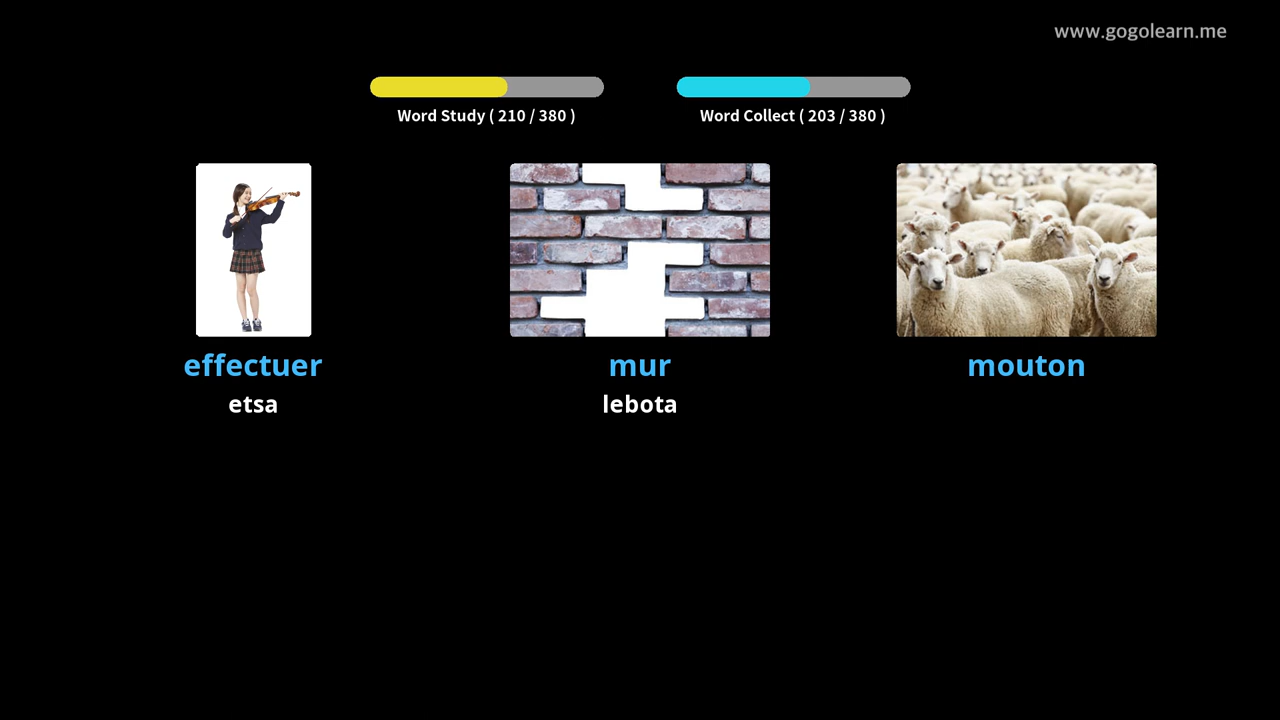 www.gogolearn.me
Word Study ( 210 / 380 )
Word Collect ( 203 / 380 )
effectuer
etsa
mur
lebota
mouton